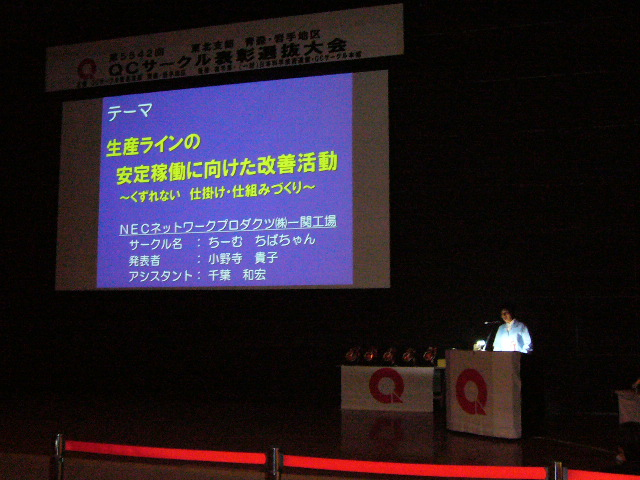 第5542回 東北支部 青森・岩手地区
QCサークル表彰選抜大会
テーマ
生産ラインの
安定稼働に向けた改善活動
～くずれない 仕掛け・仕組みづくり～
NECネットワークプロダクツ㈱一関工場
サークル名 : ちーむ ちばちゃん
発表者 : 小野寺 貴子
アシスタント: 千葉 和宏